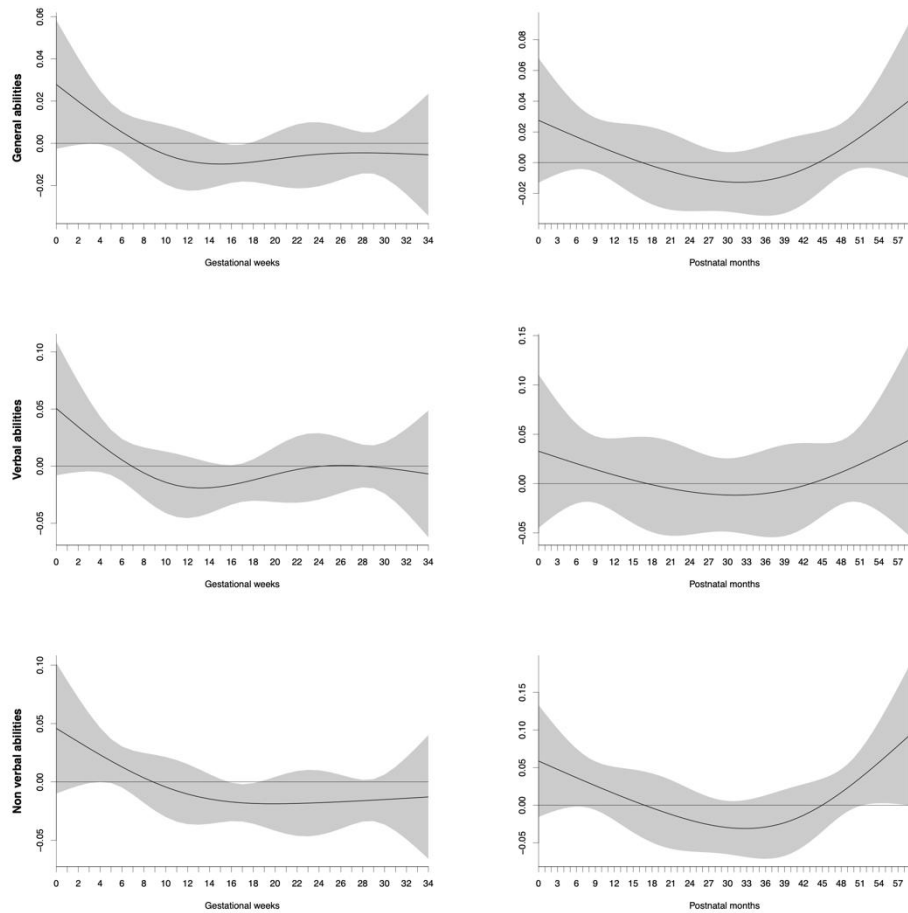 General abilities
0.06
0.04
0.02
0.00
−0.02
0 2 4 6 8 10 12 14 16 18 20 22 24 26 28 30 32 34
Gestational weeks
0.08
0.06
0.04
0.02
0.00
−0.02
0 3 6 9 12 15 18 21 24 27 30 33 36 39 42 45 48 51 54 57
Postnatal months
Verbal abilities
0.10
0.05
0.00
−0.05
0 2 4 6 8 10 12 14 16 18 20 22 24 26 28 30 32 34
Gestational weeks
0.15
0.10
0.05
0.00
−0.05
0 3 6 9 12 15 18 21 24 27 30 33 36 39 42 45 48 51 54 57
Postnatal months
Non verbal abilities
0.10
0.05
0.00
−0.05
0 2 4 6 8 10 12 14 16 18 20 22 24 26 28 30 32 34
Gestational weeks
0.15
0.10
0.05
0.00
−0.05
0 3 6 9 12 15 18 21 24 27 30 33 36 39 42 45 48 51 54 57
Postnatal months